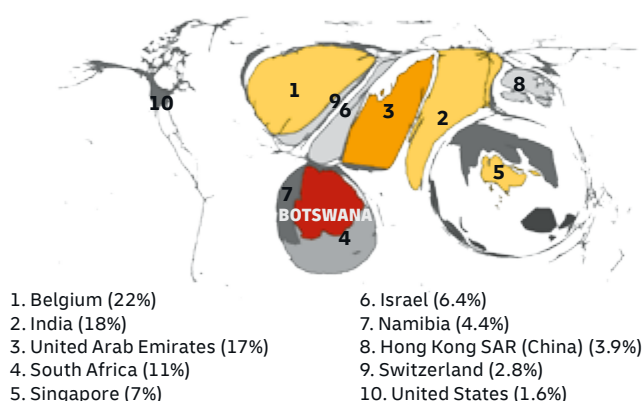 10
1
9
6
3
2
8
5
7
BOTSWANA
4
1. Belgium (22%)
2. India (18%)
3. United Arab Emirates (17%)
4. South Africa (11%)
5. Singapore (7%)
6. Israel (6.4%)
7. Namibia (4.4%)
8. Hong Kong SAR (China) (3.9%)
9. Switzerland (2.8%)
10. United States (1.6%)